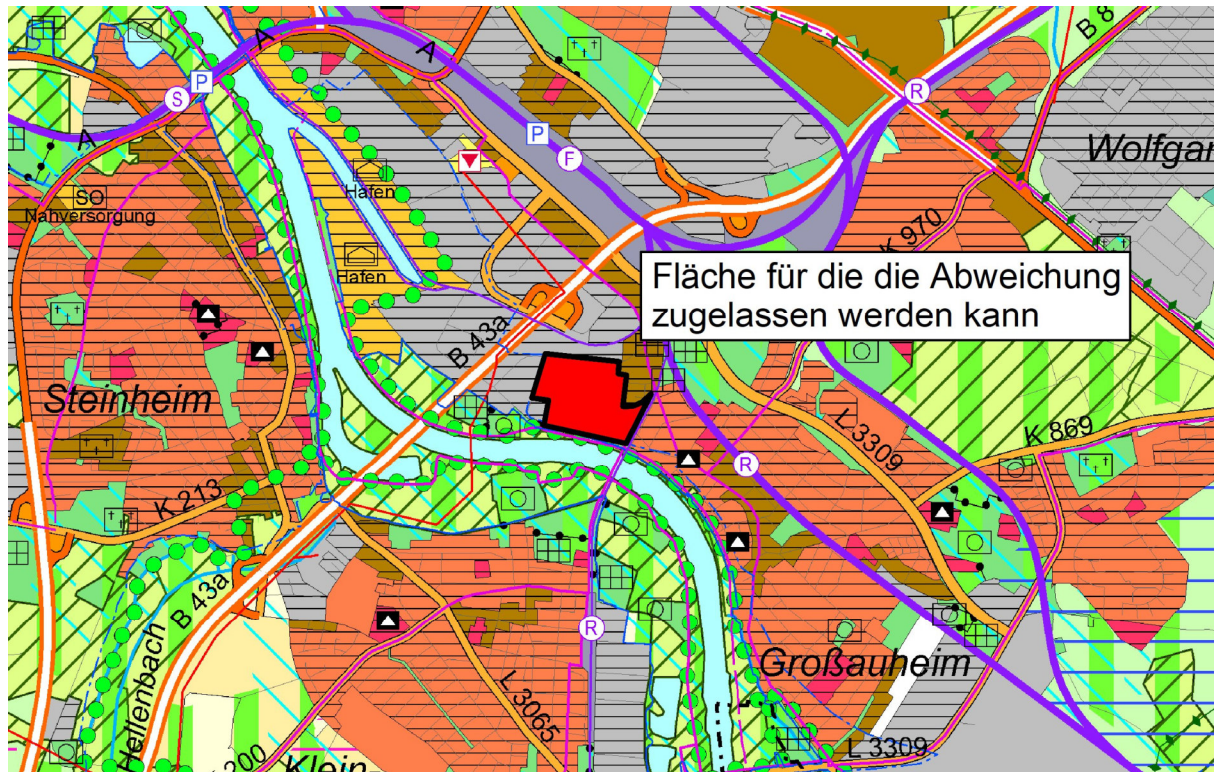 B 8
A
A
P
S
R
P
F
Wolfgan
A
Hafen
SO
Nahversorgung
K 970
Hafen
Fläche für die die Abweichung
zugelassen werden kann
B 43a
Steinheim
L 3309
K 869
R
K 213
B 43a
R
Großauheim
Hellenbach
L 3065
L 3309
200
Klein